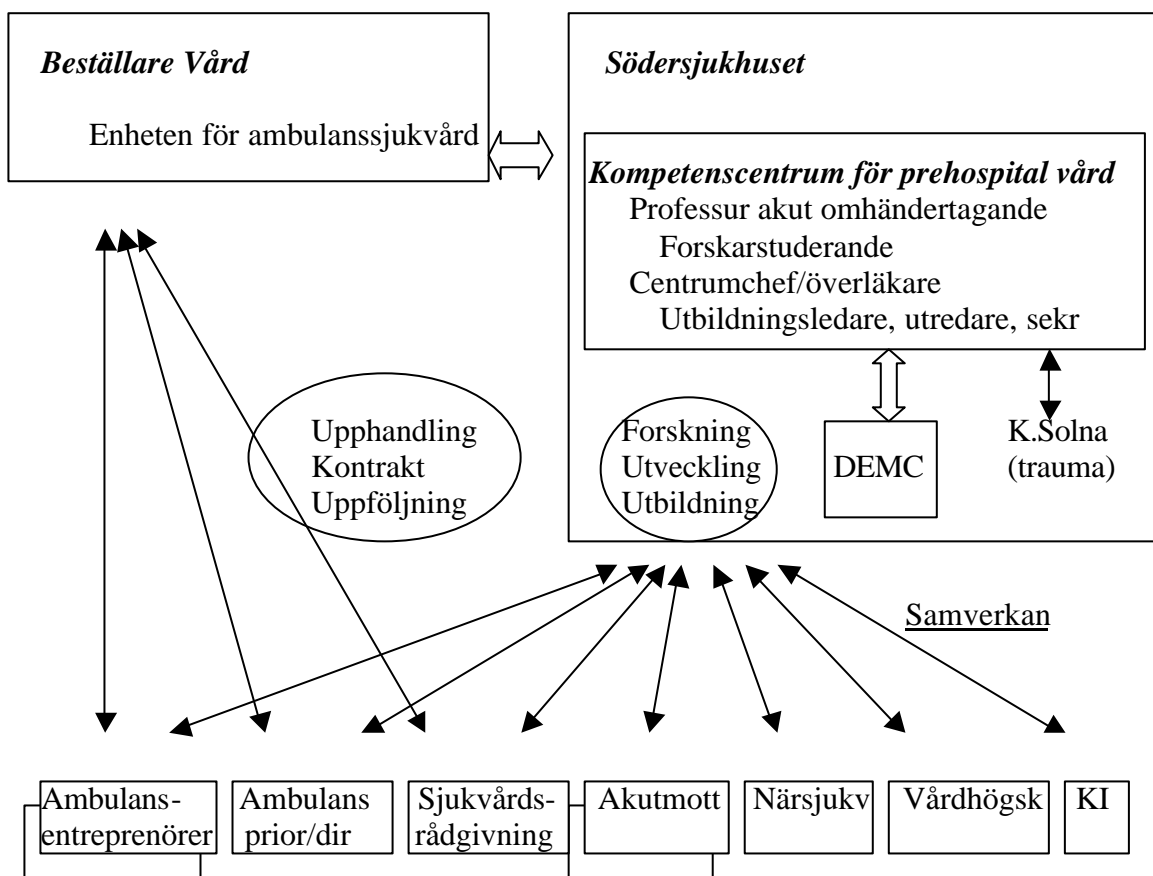 Beställare Vård
Enheten för ambulanssjukvård
Södersjukhuset
Kompetenscentrum för prehospital vård
Professur akut omhändertagande
Forskarstuderande
Centrumchef/överläkare
Utbildningsledare, utredare, sekr
Upphandling
Kontrakt
Uppföljning
Forskning
Utveckling
Utbildning
DEMC
K.Solna
(trauma)
Samverkan
Ambulans-
entreprenörer
Ambulans
prior/dir
Sjukvårds-
rådgivning
Akutmott
Närsjukv
Vårdhögsk
KI